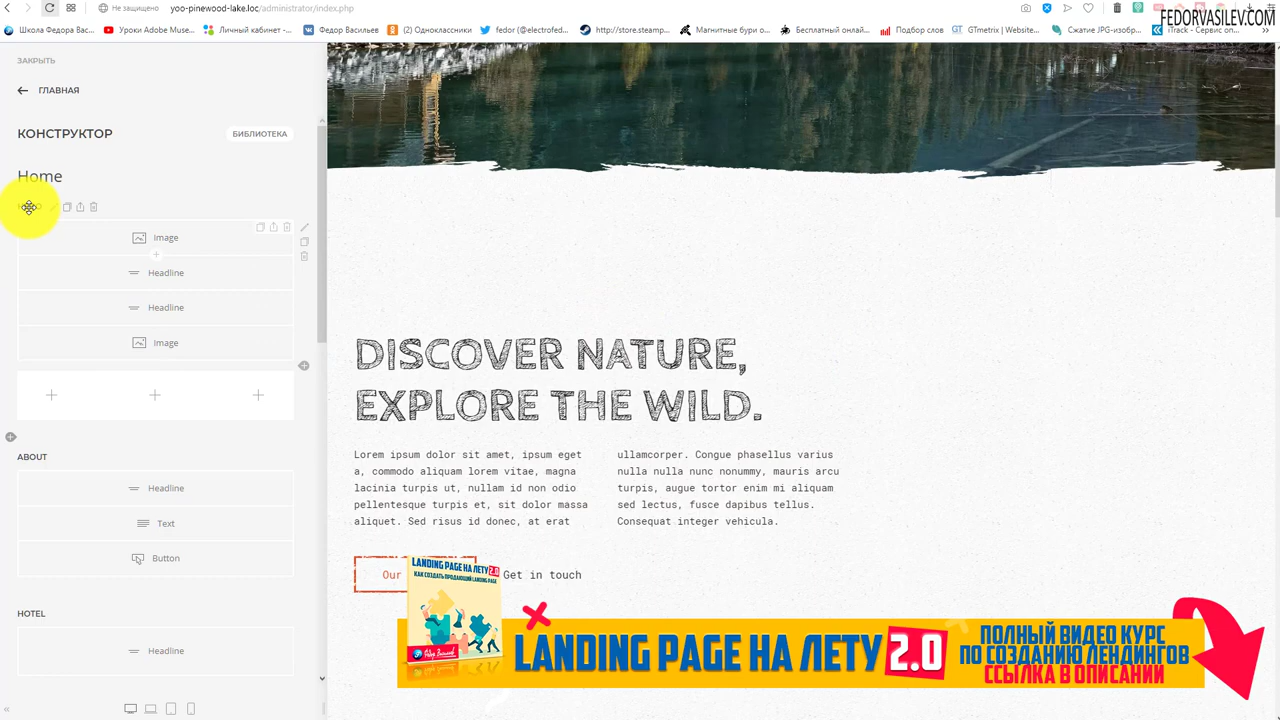 Не защищено yoo-pinewood-lake.loc/administrator/index.php
FEDORVASILEV.COM
Школа Федора Вас... Уроки Adobe Muse... Личный кабинет -... Федор Васильев (2) Одноклассники fedor (@electrofed... http://store.steamp... Магнитные бури о... Бесплатный онлай... Подбор слов GTmetrix | Website... Сжатие JPG-изобр... iTrack - Сервис оп...
ЗАКРЫТЬ
ГЛАВНАЯ
КОНСТРУКТОР
БИБЛИОТЕКА
Home
Image
Headline
Headline
Image
ABOUT
Headline
Text
Button
HOTEL
Headline
DISCOVER NATURE,
EXPLORE THE WILD.
Lorem ipsum dolor sit amet, ipsum eget
a, commodo aliquam lorem vitae, magna
lacinia turpis ut, nullam id non odio
pellentesque turpis et, sit dolor massa
aliquet. Sed risus id donec, at erat
ullamcorper. Congue phasellus varius
nulla nulla nunc nonummy, mauris arcu
turpis, augue tortor enim mi aliquam
sed lectus, fusce dapibus tellus.
Consequat integer vehicula.
Our
Get in touch
LANDING PAGE НА ЛЕТУ 2.0
КАК СОЗДАТЬ ПРОДАЮЩИЙ LANDING PAGE
Федор Васильев
LANDING PAGE НА ЛЕТУ 2.0
ПОЛНЫЙ ВИДЕО КУРС
ПО СОЗДАНИЮ ЛЕНДИНГОВ
ССЫЛКА В ОПИСАНИИ